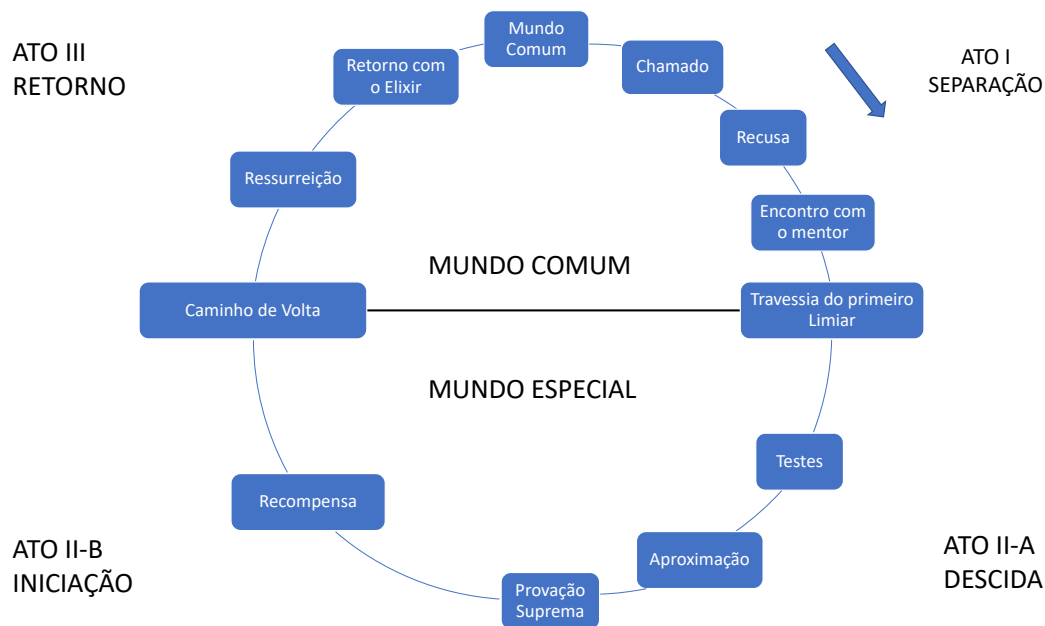 Mundo
Comum
ATO III
RETORNO
Retorno com
o Elixir
Chamado
ATO I
SEPARAÇÃO
Recusa
Ressurreição
Encontro com
o mentor
MUNDO COMUM
Caminho de Volta
Travessia do primeiro
Limiar
MUNDO ESPECIAL
Testes
Recompensa
ATO II-B
INICIAÇÃO
Aproximação
ATO II-A
DESCIDA
Provação
Suprema